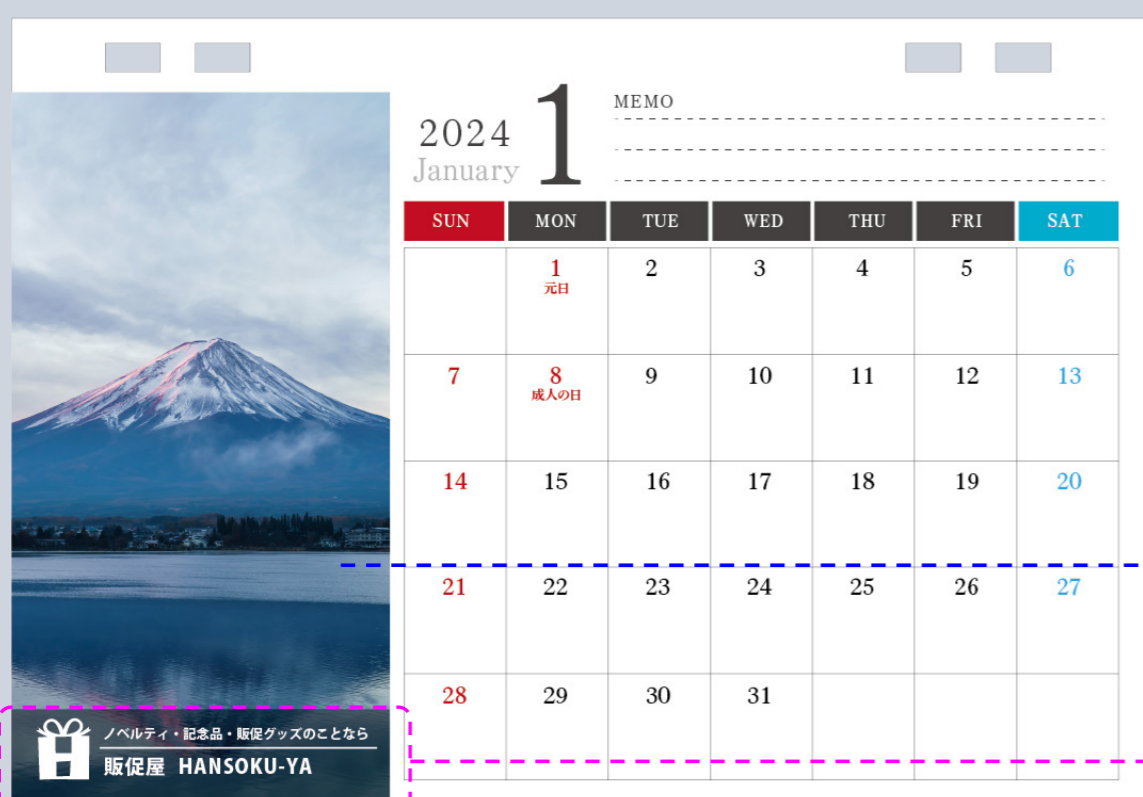 2024
January
1
MEMO
SUN MON TUE WED THU FRI SAT
1 2 3 4 5 6
元日
7 8 9 10 11 12 13
成人の日
14 15 16 17 18 19 20
21 22 23 24 25 26 27
28 29 30 31
ノベルティ・記念品・販促グッズのことなら
販促屋 HANSOKU-YA